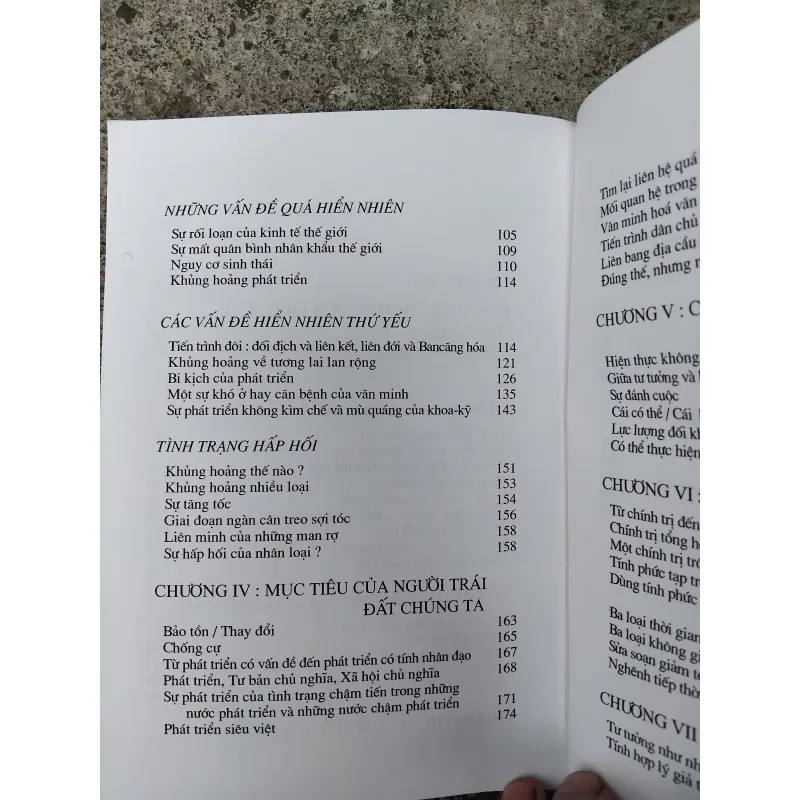 NHỮNG VẤN ĐỀ QUÁ HIỂN NHIÊN
Sự rối loạn của kinh tế thế giới 105
Sự mất quân bình nhân khẩu thế giới 109
Nguy cơ sinh thái 110
Khủng hoảng phát triển 114
CÁC VẤN ĐỀ HIỂN NHIÊN THỨ YẾU
Tiến trình đôi : đối địch và liên kết, liên đới và Bancăng hóa 114
Khủng hoảng về tương lai lan rộng 121
Bi kịch của phát triển 126
Một sự khó ở hay căn bệnh của văn minh 135
Sự phát triển không kìm chế và mù quáng của khoa-kỹ 143
TÌNH TRẠNG HẤP HỐI
Khủng hoảng thế nào ? 151
Khủng hoảng nhiều loại 153
Sự tăng tốc 154
Giai đoạn ngàn cân treo sợi tóc 156
Liên minh của những man rợ 158
Sự hấp hối của nhân loại ? 158
CHƯƠNG IV : MỤC TIÊU CỦA NGƯỜI TRÁI
ĐẤT CHÚNG TA
Bảo tồn / Thay đổi 163
Chống cự 165
Từ phát triển có vấn đề đến phát triển có tính nhân đạo 167
Phát triển, Tư bản chủ nghĩa, Xã hội chủ nghĩa 168
Sự phát triển của tình trạng chậm tiến trong những
nước phát triển và những nước chậm phát triển 171
Phát triển siêu việt 174
Tìm lại liên hệ quá
Mối quan hệ trong
Văn minh hoá văn
Tiến trình dân chủ
Liên bang địa cầu
Đúng thế, nhưng
CHƯƠNG V : C
Hiện thực không
Giữa tư tưởng và
Sự đánh cuộc
Cái có thể / Cái
Lực lượng đối
Có thể thực hiện
CHƯƠNG VI :
Từ chính trị đến
Chính trị tổng
Một chính trị
Tính phức tạp
Dùng tính phức
Ba loại thời gian
Ba loại không
Sửa soạn giảm
Nghênh tiếp
CHƯƠNG VII
Tư tưởng như
Tính hợp lý giả